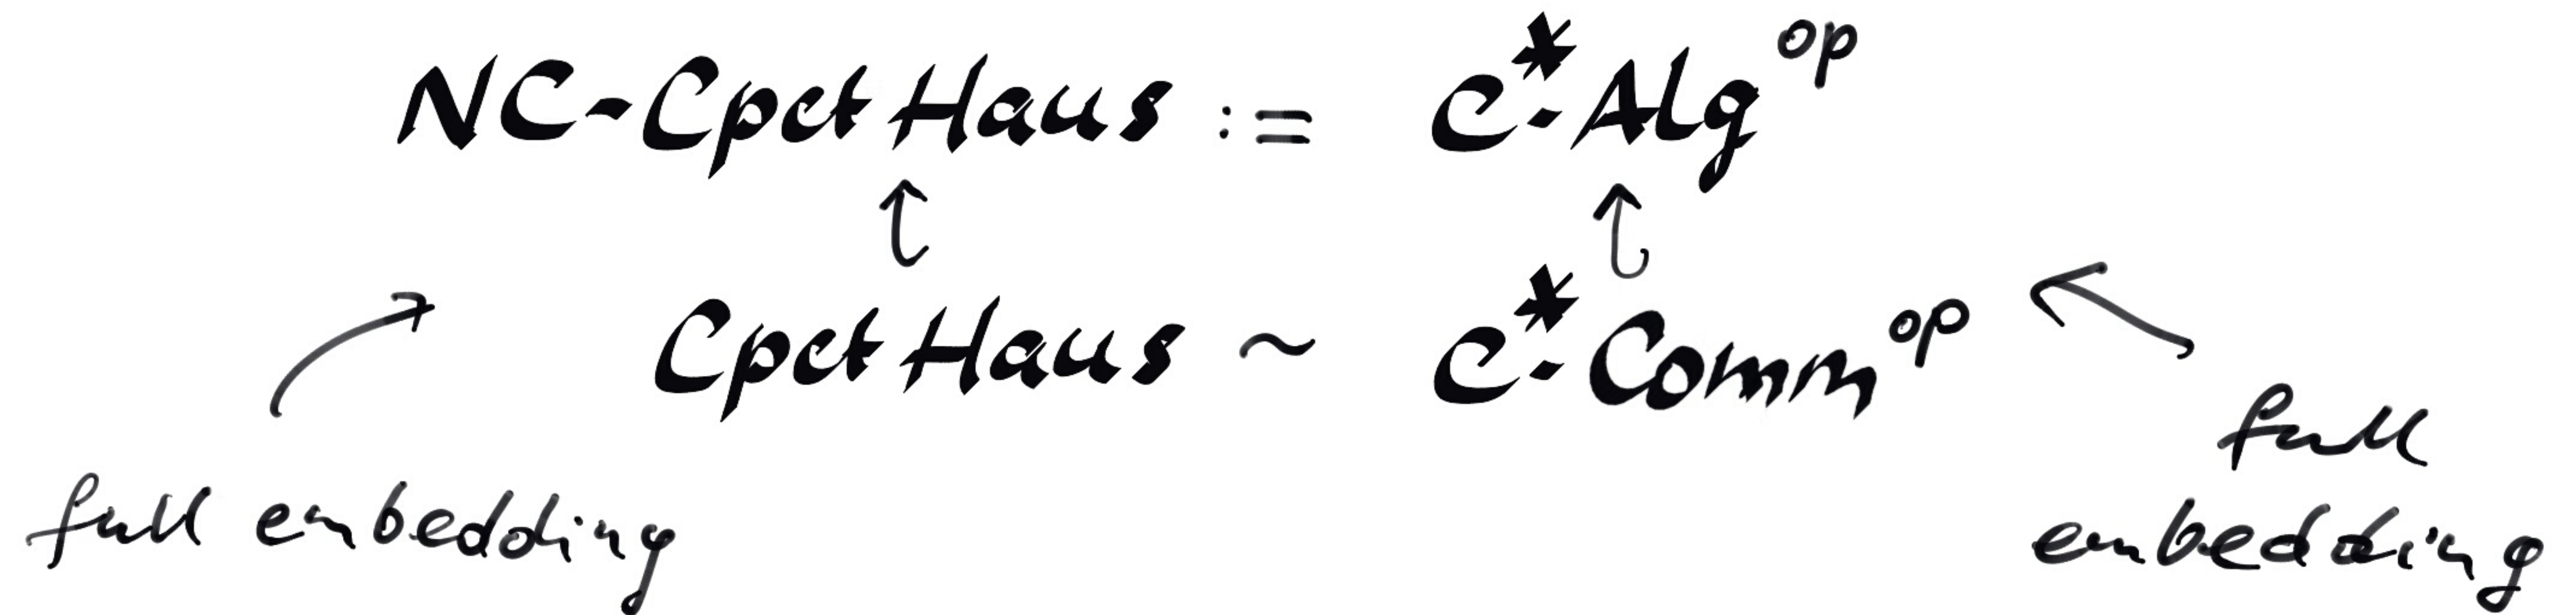 NC-CpctHaus := C*-Alg^op
CpctHaus ~ C*-Comm^op
full embedding
full
embedding